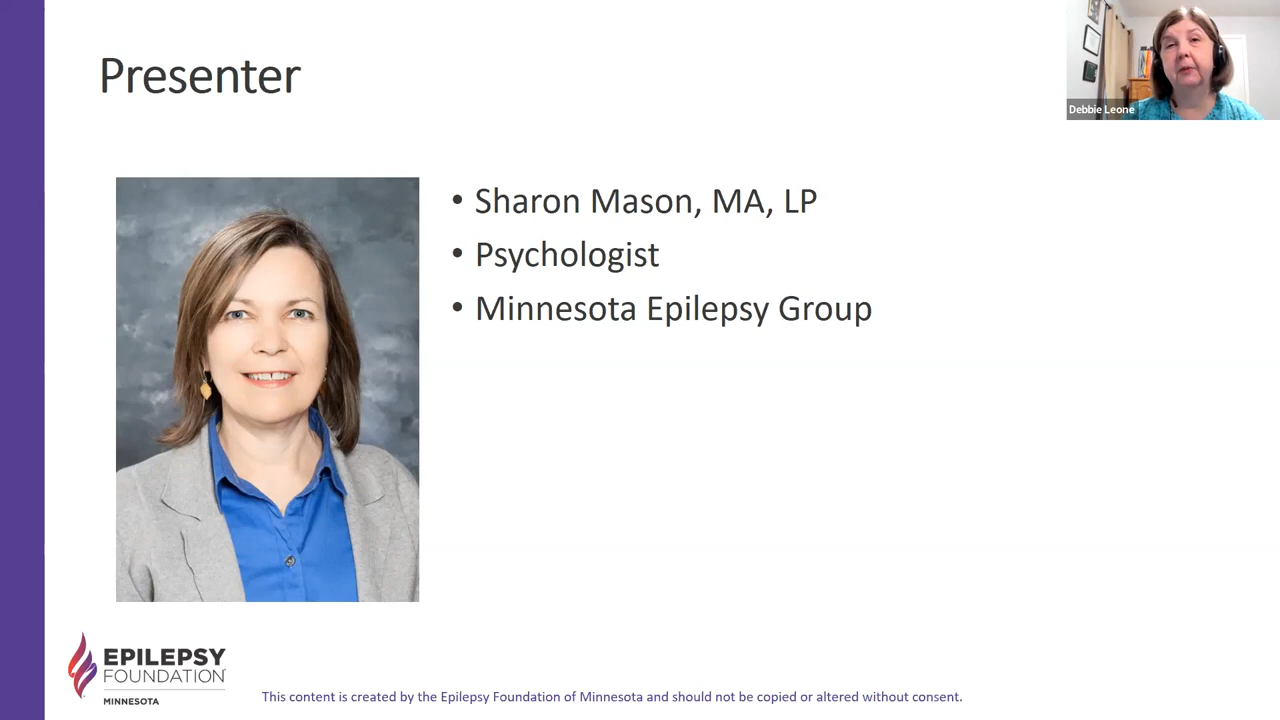 Presenter
Debbie Leone
• Sharon Mason, MA, LP
• Psychologist
• Minnesota Epilepsy Group
EPILEPSY
FOUNDATION
MINNESOTA
This content is created by the Epilepsy Foundation of Minnesota and should not be copied or altered without consent.